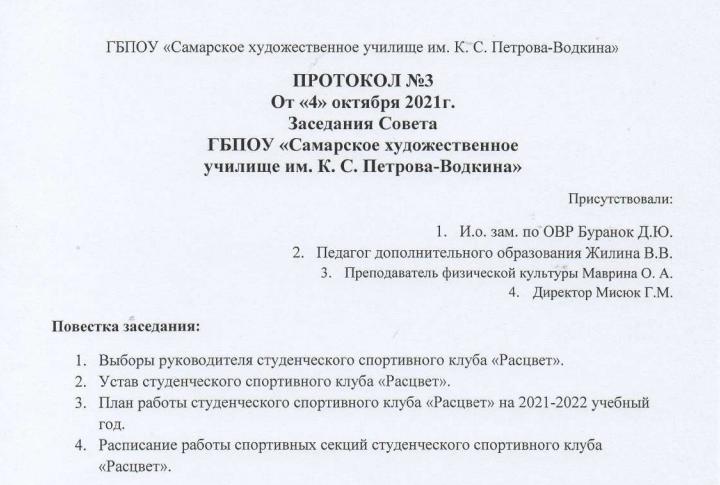 ГБПОУ «Самарское художественное училище им. К. С. Петрова-Водкина»
ПРОТОКОЛ №3
От «4» октября 2021г.
Заседания Совета
ГБПОУ «Самарское художественное
училище им. К. С. Петрова-Водкина»
Присутствовали:
1. И.о. зам. по ОВР Буранок Д.Ю.
2. Педагог дополнительного образования Жилина В.В.
3. Преподаватель физической культуры Маврина О. А.
4. Директор Мисюк Г.М.
Повестка заседания:
1. Выборы руководителя студенческого спортивного клуба «Расцвет».
2. Устав студенческого спортивного клуба «Расцвет».
3. План работы студенческого спортивного клуба «Расцвет» на 2021-2022 учебный
год.
4. Расписание работы спортивных секций студенческого спортивного клуба
«Расцвет».